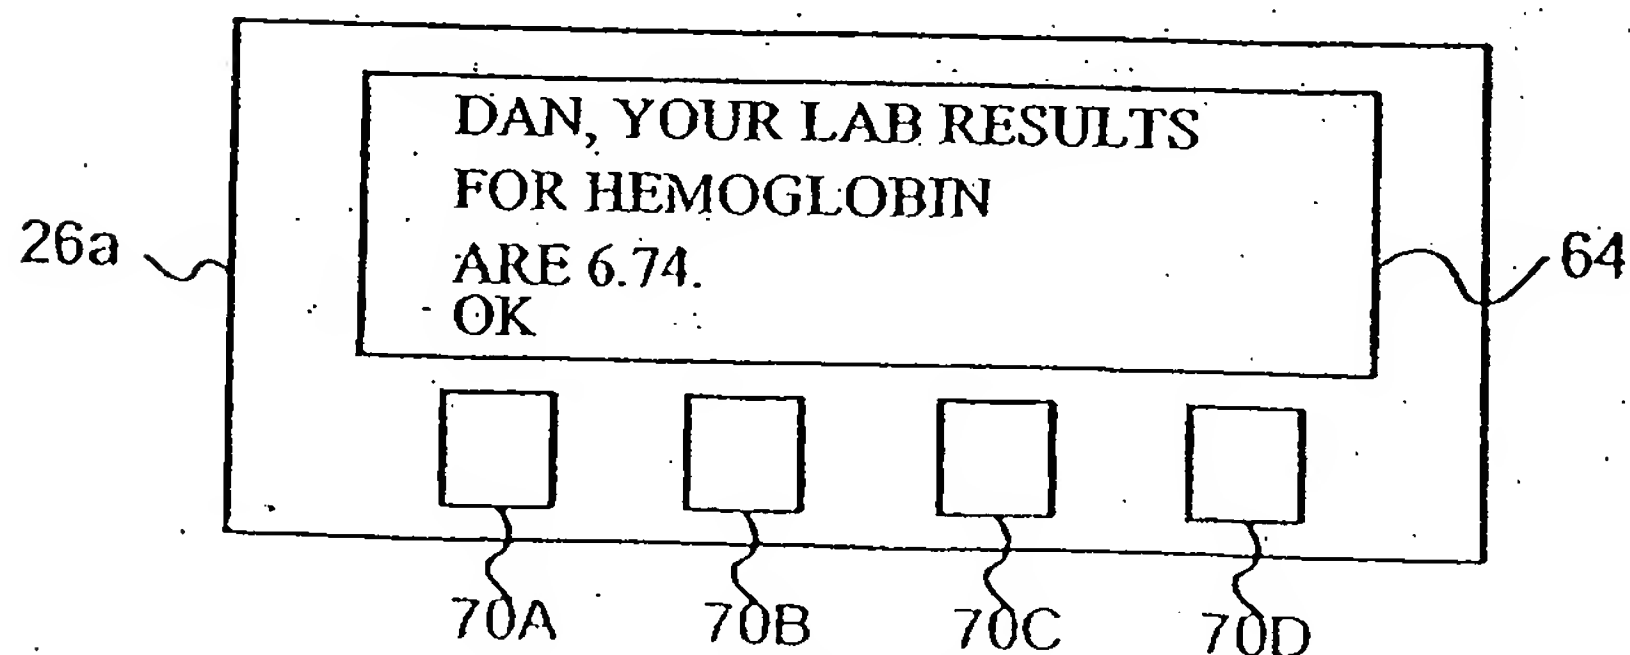 DAN, YOUR LAB RESULTS
FOR HEMOGLOBIN
26a
ARE 6.74.
64
OK
70A
70B
70C
70D